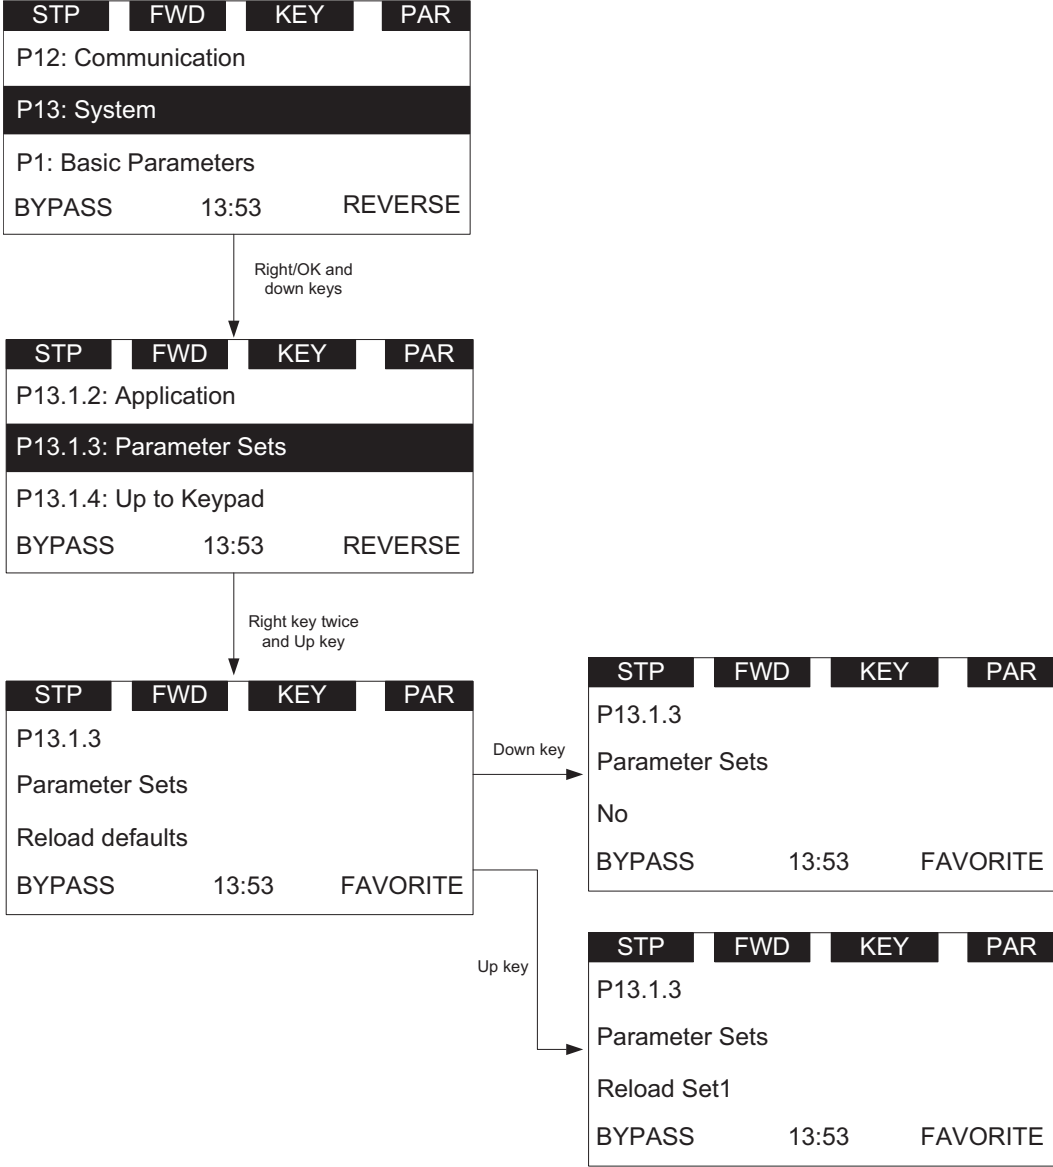 STP FWD KEY PAR
P12: Communication
P13: System
P1: Basic Parameters
BYPASS 13:53 REVERSE
Right/OK and
down keys
STP FWD KEY PAR
P13.1.2: Application
P13.1.3: Parameter Sets
P13.1.4: Up to Keypad
BYPASS 13:53 REVERSE
Right key twice
and Up key
STP FWD KEY PAR
P13.1.3
Parameter Sets
Reload defaults
BYPASS 13:53 FAVORITE
Down key
STP FWD KEY PAR
P13.1.3
Parameter Sets
No
BYPASS 13:53 FAVORITE
Up key
STP FWD KEY PAR
P13.1.3
Parameter Sets
Reload Set1
BYPASS 13:53 FAVORITE